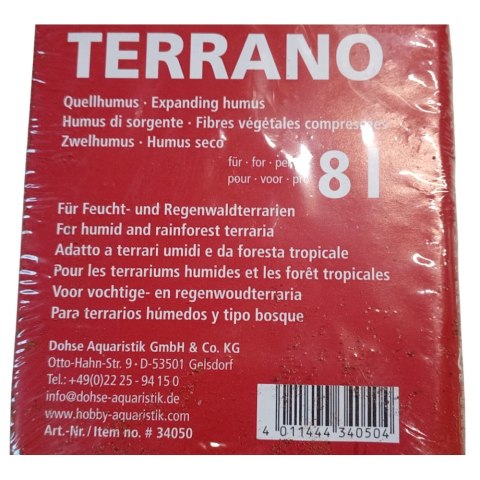 TERRANO
Quellhumus · Expanding humus
Humus di sorgente · Fibres végétales compressées
Zwelhumus · Humus seco
für · for · per
pour · voor · pro
8 l
Für Feucht- und Regenwaldterrarien
For humid and rainforest terraria
Adatto a terrari umidi e da foresta tropicale
Pour les terrariums humides et les forêt tropicales
Voor vochtige- en regenwoudterraria
Para terrarios húmedos y tipo bosque
Dohse Aquaristik GmbH & Co. KG
Otto-Hahn-Str. 9 · D-53501 Gelsdorf
Tel.: +49(0)22 25 - 94 15 0
info@dohse-aquaristik.com
www.hobby-aquaristik.com
Art.-Nr./Item no. # 34050
4 011444 340504